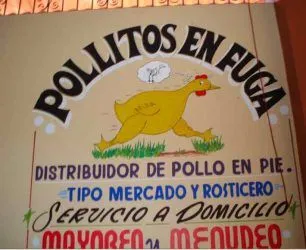 POLLITOS EN FUGA
DISTRIBUIDOR DE POLLO EN PIE.
TIPO MERCADO Y ROSTICERO
SERVICIO A DOMICILIO
MAYOREO Y MENUDEO